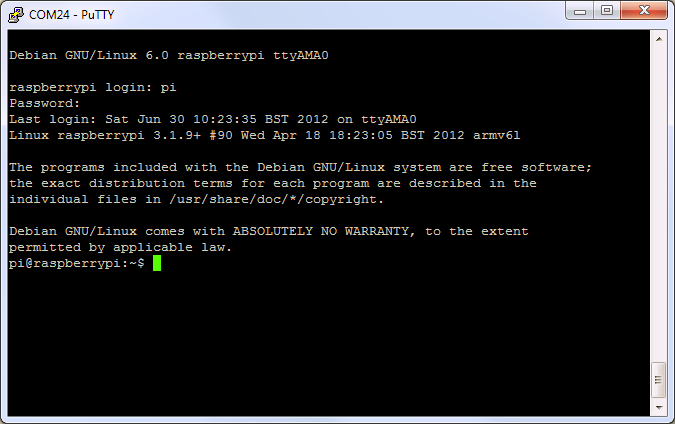 COM24 - PuTTY
Debian GNU/Linux 6.0 raspberrypi ttyAMA0
raspberrypi login: pi
Password:
Last login: Sat Jun 30 10:23:35 BST 2012 on ttyAMA0
Linux raspberrypi 3.1.9+ #90 Wed Apr 18 18:23:05 BST 2012 armv6l
The programs included with the Debian GNU/Linux system are free software;
the exact distribution terms for each program are described in the
individual files in /usr/share/doc/*/copyright.
Debian GNU/Linux comes with ABSOLUTELY NO WARRANTY, to the extent
permitted by applicable law.
pi@raspberrypi:~$